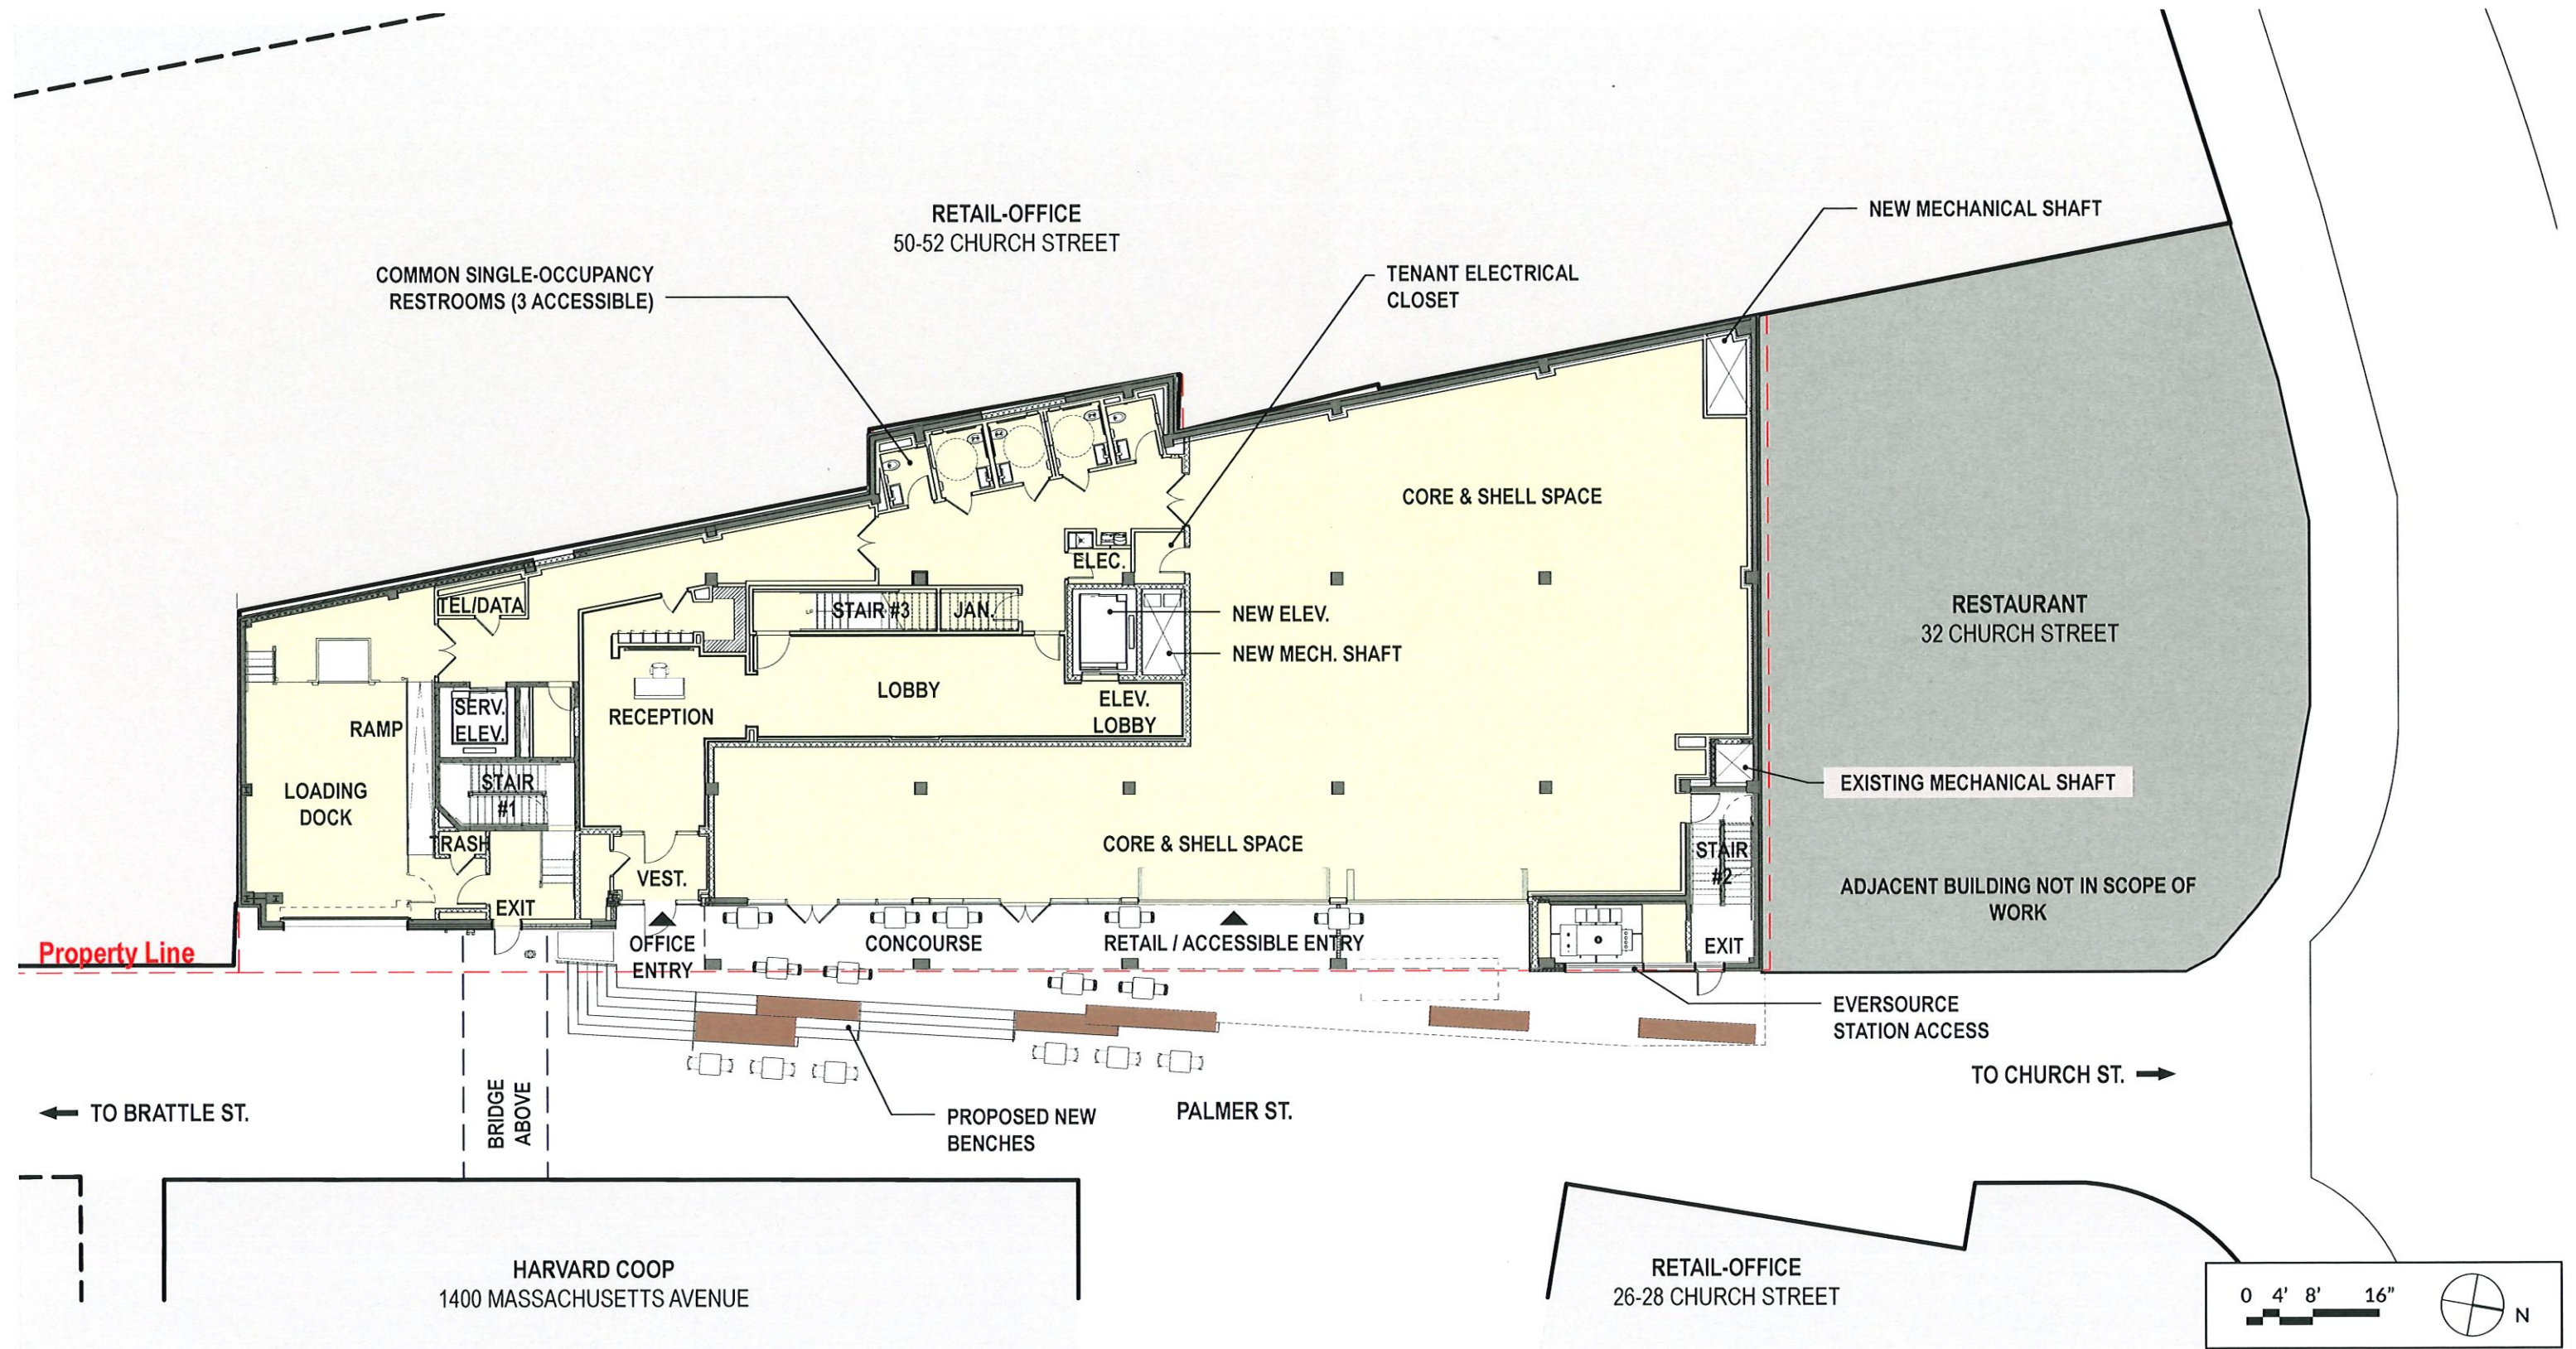 RETAIL-OFFICE
50-52 CHURCH STREET
NEW MECHANICAL SHAFT
COMMON SINGLE-OCCUPANCY
RESTROOMS (3 ACCESSIBLE)
TENANT ELECTRICAL
CLOSET
CORE & SHELL SPACE
ELEC.
TEL/DATA
STAIR #3
JAN.
NEW ELEV.
NEW MECH. SHAFT
RESTAURANT
32 CHURCH STREET
LOBBY
ELEV.
LOBBY
RECEPTION
SERV.
ELEV.
RAMP
LOADING
DOCK
STAIR
#1
EXISTING MECHANICAL SHAFT
TRASH
CORE & SHELL SPACE
STAIR
#2
VEST.
ADJACENT BUILDING NOT IN SCOPE OF
WORK
EXIT
OFFICE
ENTRY
CONCOURSE
RETAIL / ACCESSIBLE ENTRY
EXIT
Property Line
EVERSOURCE
STATION ACCESS
TO CHURCH ST.
TO BRATTLE ST.
BRIDGE
ABOVE
PROPOSED NEW
BENCHES
PALMER ST.
HARVARD COOP
1400 MASSACHUSETTS AVENUE
RETAIL-OFFICE
26-28 CHURCH STREET
0 4' 8' 16"
N